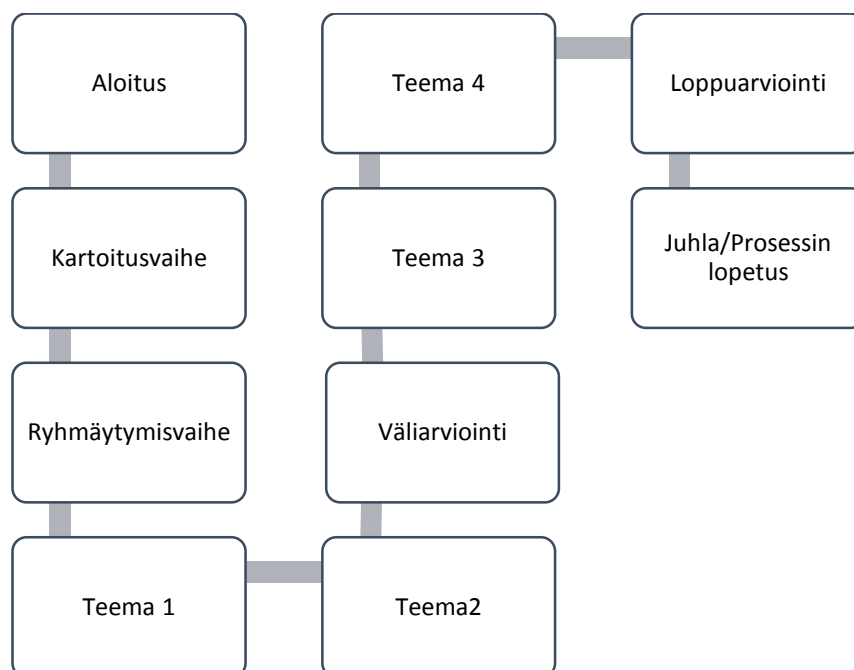 Aloitus
Kartoitusvaihe
Ryhmäytymisvaihe
Teema 1
Teema2
Väliarviointi
Teema 3
Teema 4
Loppuarviointi
Juhla/Prosessin
lopetus